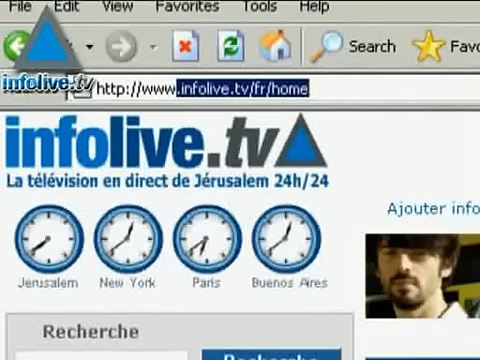 File Edit View Favorites Tools Help
Search
infolive.tv
http://www.infolive.tv/fr/home
infolive.tv
La télévision en direct de Jérusalem 24h/24
Ajouter info
Jerusalem New York Paris Buenos Aires
Recherche
Recherche